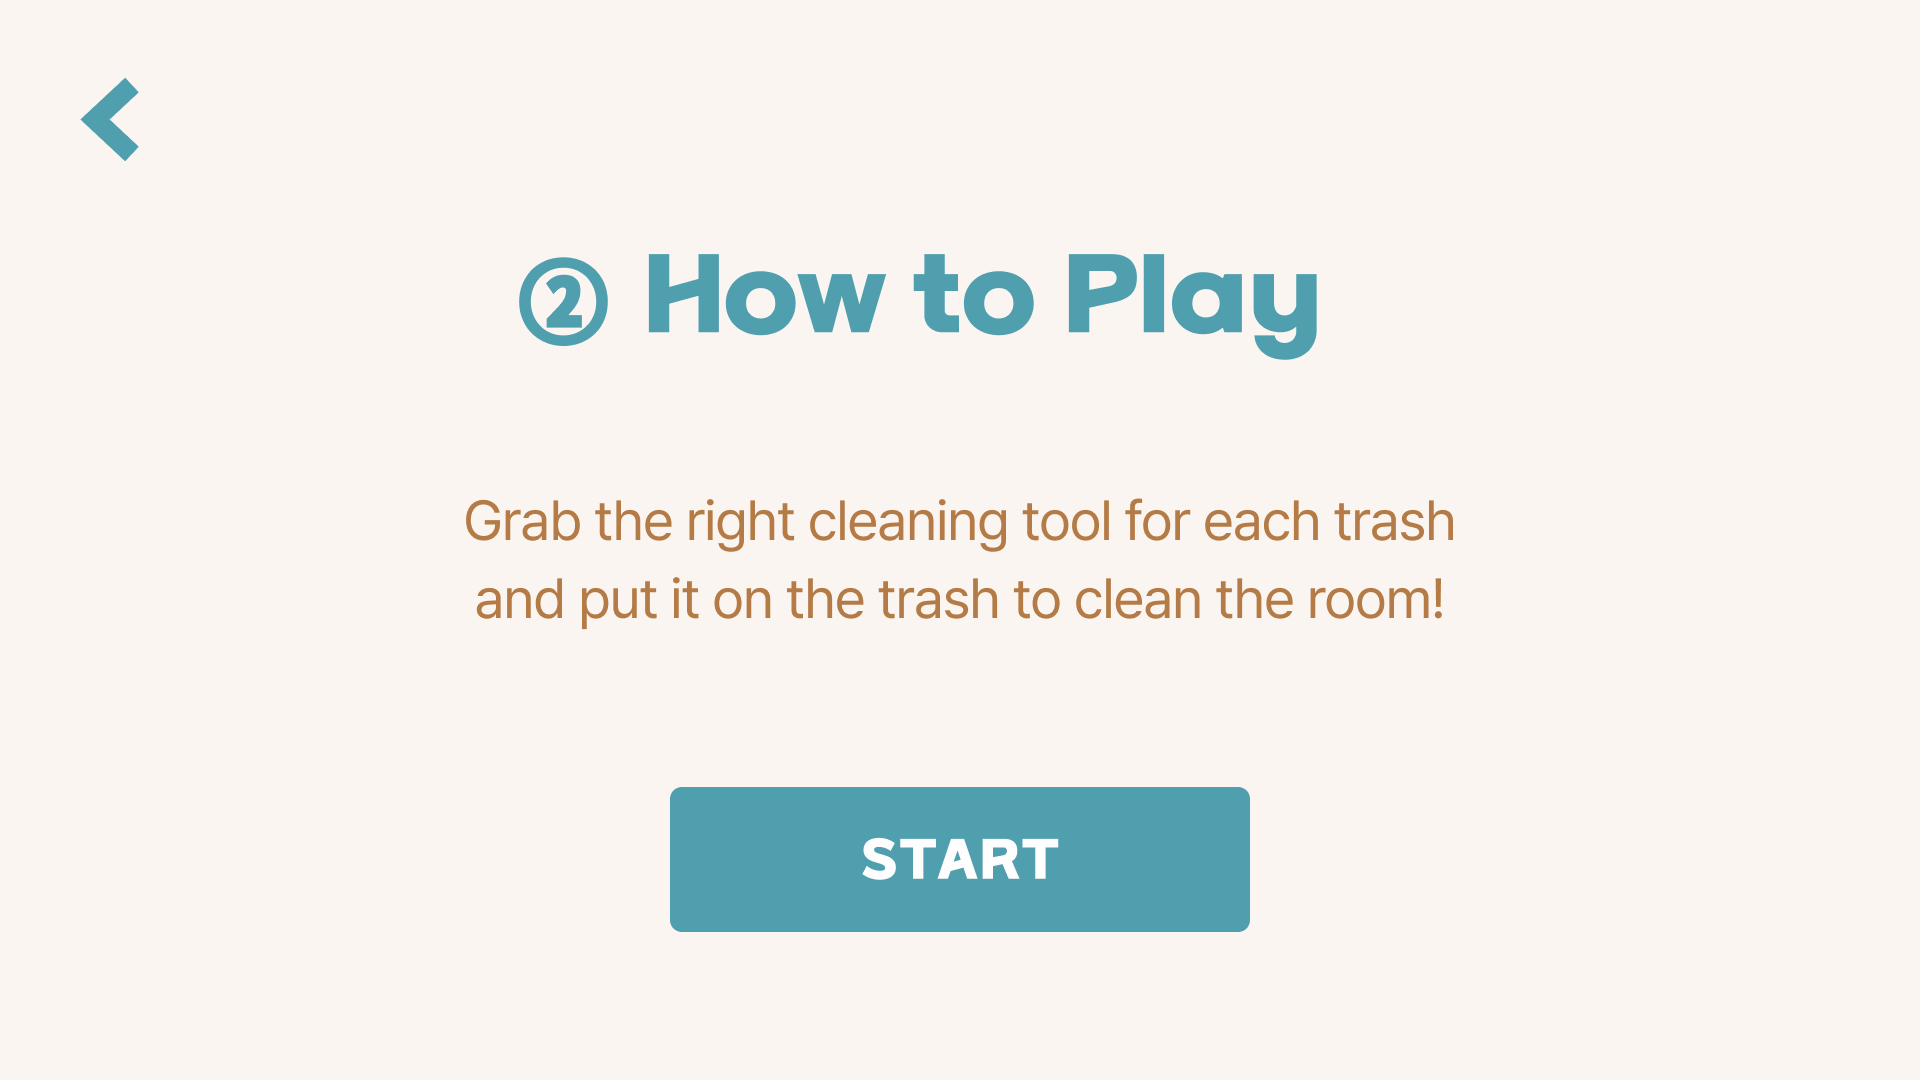 ② How to Play
Grab the right cleaning tool for each trash
and put it on the trash to clean the room!
START